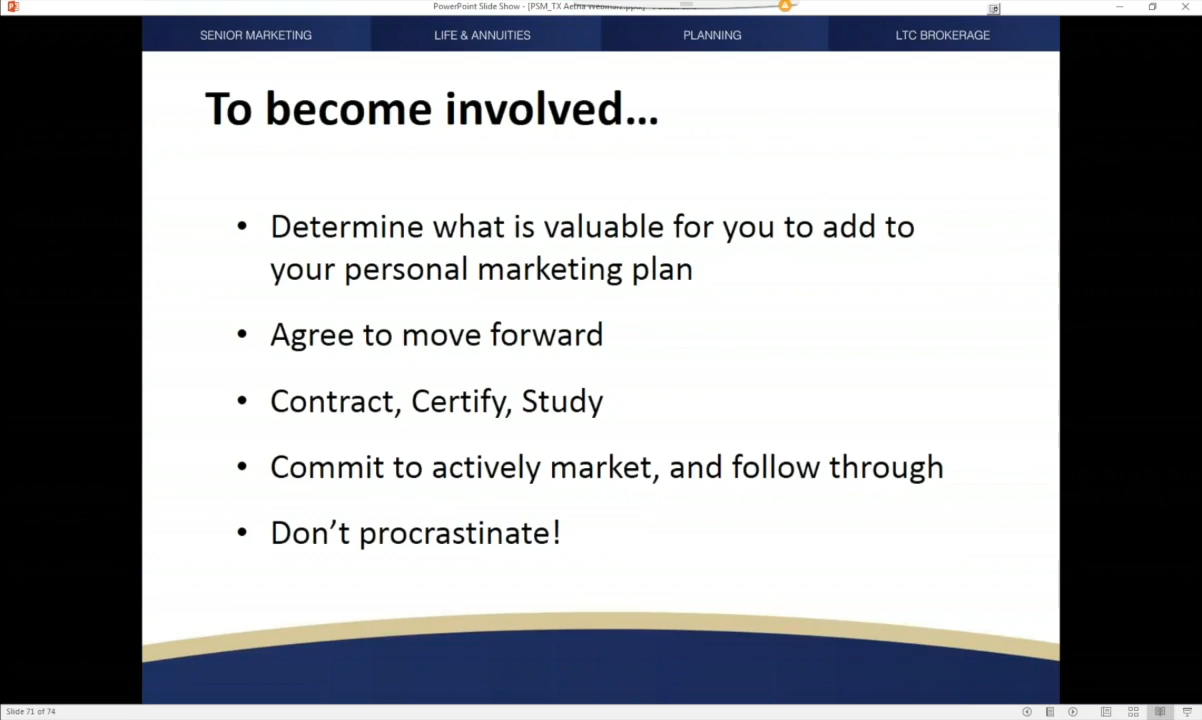 PowerPoint Slide Show - [PSM_TX Aetna
SENIOR MARKETING
LIFE & ANNUITIES
PLANNING
LTC BROKERAGE
To become involved...
• Determine what is valuable for you to add to
your personal marketing plan
• Agree to move forward
• Contract, Certify, Study
• Commit to actively market, and follow through
• Don’t procrastinate!
Slide 71 of 74